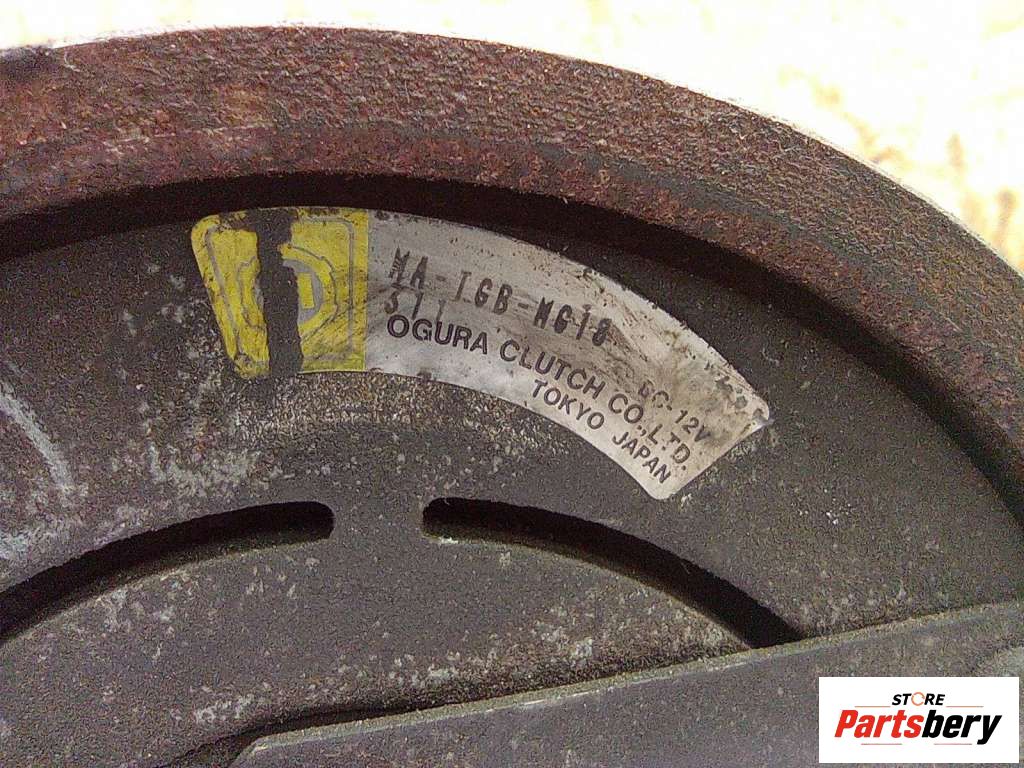 MA-TGB-MG18
OGURA CLUTCH CO.,LTD.
DC-12V
TOKYO JAPAN
STORE
Partsbery